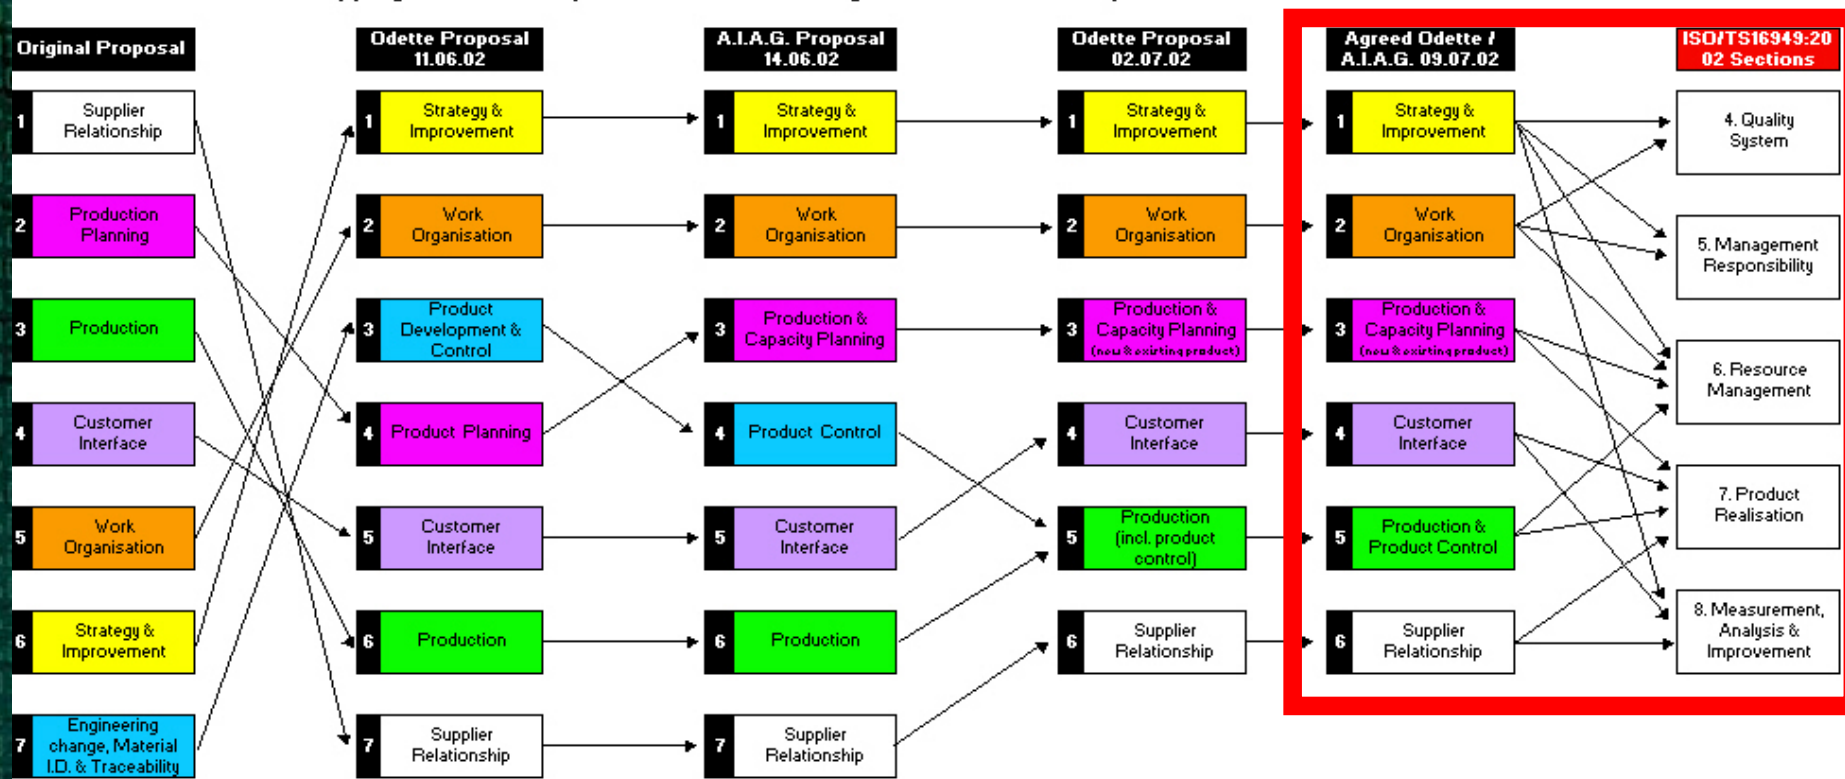 Original Proposal
1
Supplier
Relationship
2
Production
Planning
3
Production
4
Customer
Interface
5
Work
Organisation
6
Strategy &
Improvement
7
Engineering
change, Material
I.D. & Traceability
Odette Proposal
11.06.02
1
Strategy &
Improvement
2
Work
Organisation
3
Product
Development &
Control
4
Product Planning
5
Customer
Interface
6
Production
7
Supplier
Relationship
A.I.A.G. Proposal
14.06.02
1
Strategy &
Improvement
2
Work
Organisation
3
Production &
Capacity Planning
4
Product Control
5
Customer
Interface
6
Production
7
Supplier
Relationship
Odette Proposal
02.07.02
1
Strategy &
Improvement
2
Work
Organisation
3
Production &
Capacity Planning
(new & existing product)
4
Customer
Interface
5
Production
(incl. product
control)
6
Supplier
Relationship
Agreed Odette /
A.I.A.G. 09.07.02
1
Strategy &
Improvement
2
Work
Organisation
3
Production &
Capacity Planning
(new & existing product)
4
Customer
Interface
5
Production &
Product Control
6
Supplier
Relationship
ISO/TS16949:20
02 Sections
4. Quality
System
5. Management
Responsibility
6. Resource
Management
7. Product
Realisation
8. Measurement,
Analysis &
Improvement